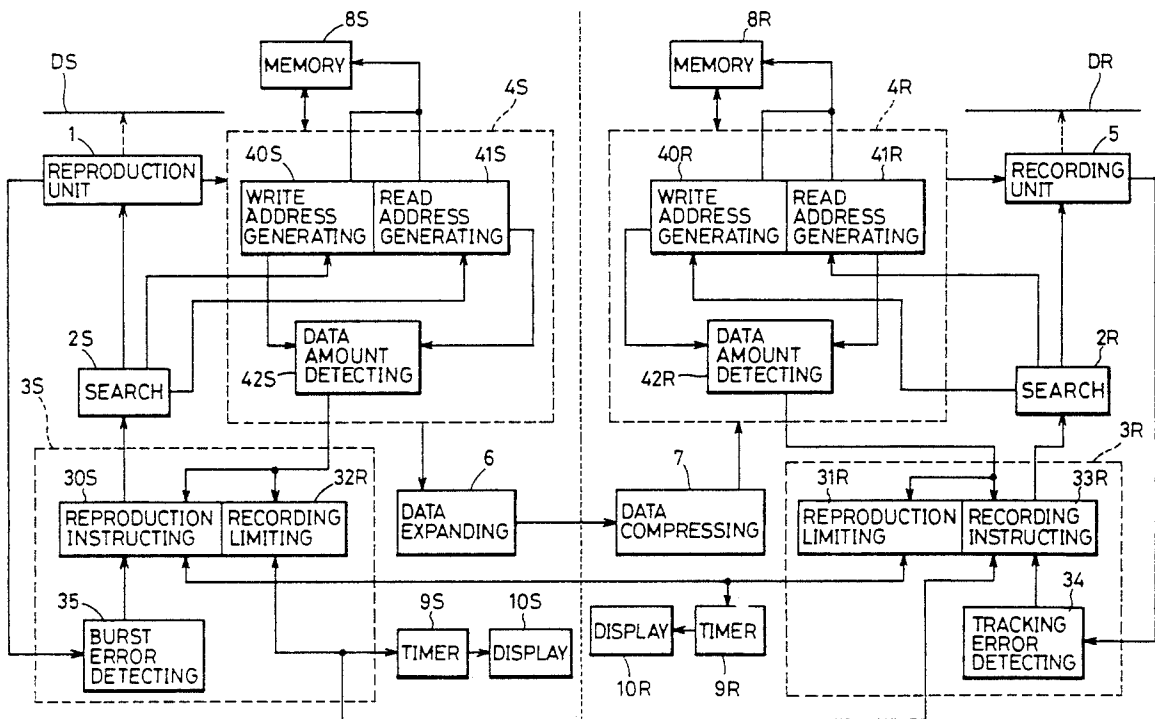 8S
MEMORY
DS
4S
1
REPRODUCTION
UNIT
40S
41S
WRITE
ADDRESS
GENERATING
READ
ADDRESS
GENERATING
2S
SEARCH
DATA
AMOUNT
DETECTING
42S
3S
30S
32R
REPRODUCTION
INSTRUCTING
RECORDING
LIMITING
6
DATA
EXPANDING
35
BURST
ERROR
DETECTING
9S
TIMER
10S
DISPLAY
8R
MEMORY
DR
4R
5
RECORDING
UNIT
40R
41R
WRITE
ADDRESS
GENERATING
READ
ADDRESS
GENERATING
DATA
AMOUNT
DETECTING
42R
2R
SEARCH
3R
7
DATA
COMPRESSING
31R
33R
REPRODUCTION
LIMITING
RECORDING
INSTRUCTING
34
TRACKING
ERROR
DETECTING
DISPLAY
10R
TIMER
9R